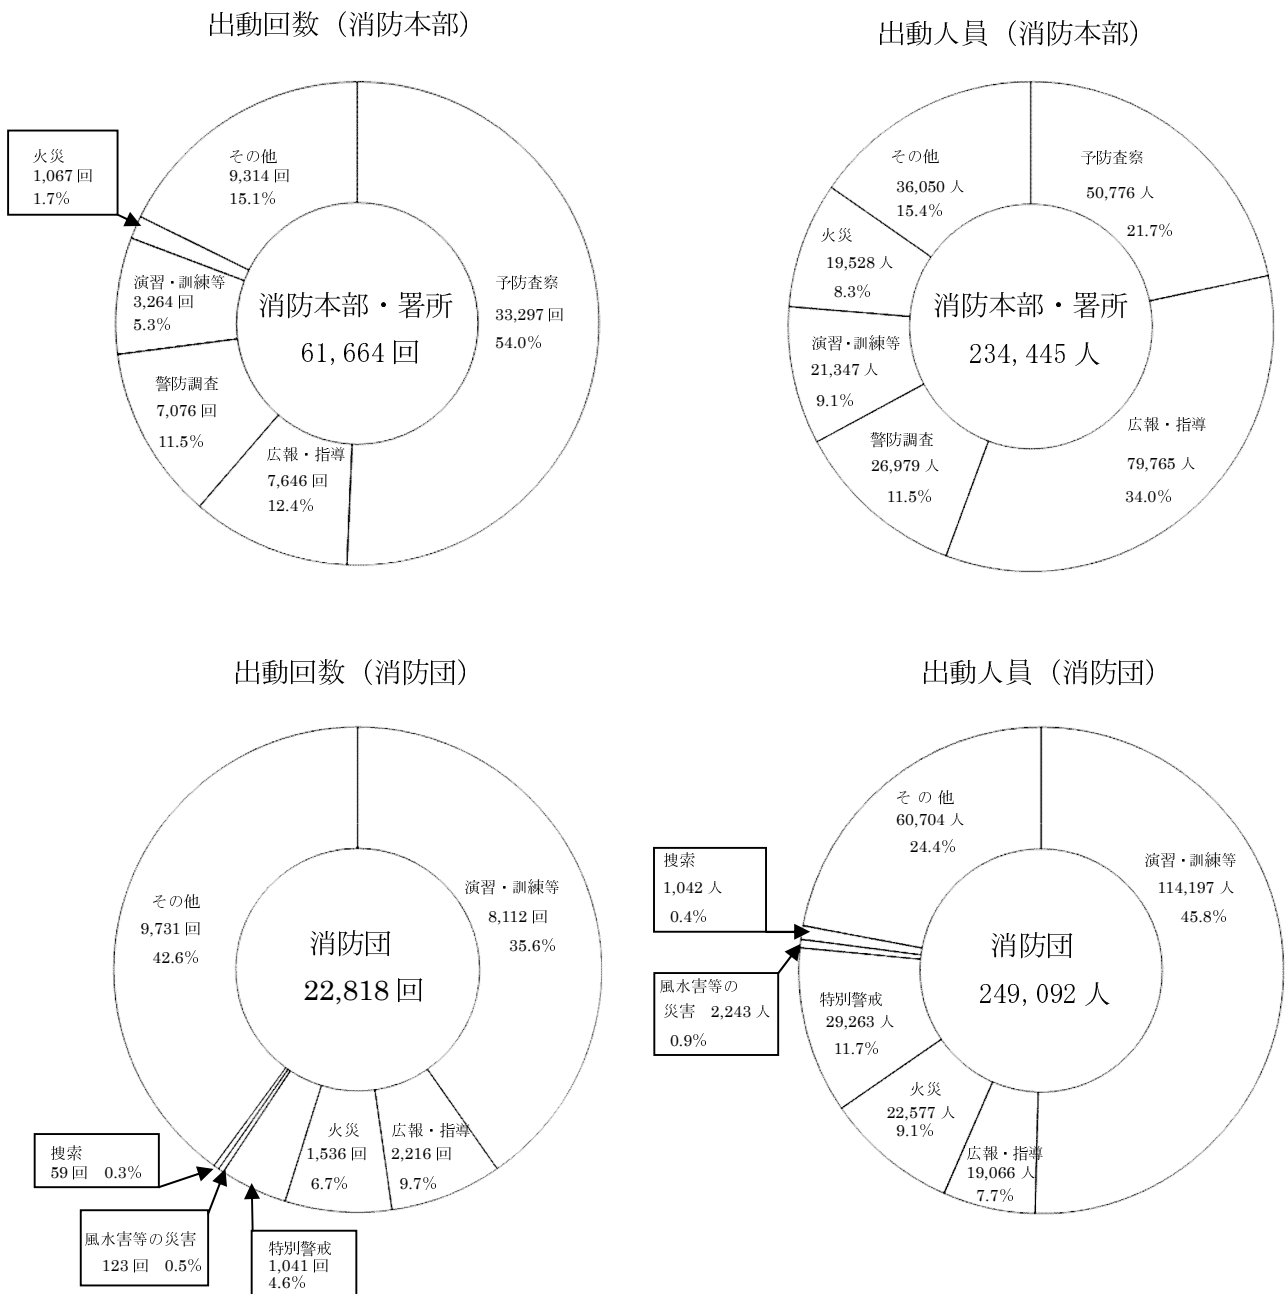 出動回数（消防本部）
火災
1,067 回
1.7%
その他
9,314 回
15.1%
演習・訓練等
3,264 回
5.3%
警防調査
7,076 回
11.5%
広報・指導
7,646 回
12.4%
予防査察
33,297 回
54.0%
消防本部・署所
61,664 回
出動人員（消防本部）
その他
36,050 人
15.4%
予防査察
50,776 人
21.7%
火災
19,528 人
8.3%
演習・訓練等
21,347 人
9.1%
警防調査
26,979 人
11.5%
広報・指導
79,765 人
34.0%
消防本部・署所
234,445 人
出動回数（消防団）
その他
9,731 回
42.6%
演習・訓練等
8,112 回
35.6%
消防団
22,818 回
火災
1,536 回
6.7%
広報・指導
2,216 回
9.7%
捜索
59 回 0.3%
風水害等の災害
123 回 0.5%
特別警戒
1,041 回
4.6%
出動人員（消防団）
その他
60,704 人
24.4%
捜索
1,042 人
0.4%
風水害等の
災害 2,243 人
0.9%
演習・訓練等
114,197 人
45.8%
消防団
249,092 人
特別警戒
29,263 人
11.7%
火災
22,577 人
9.1%
広報・指導
19,066 人
7.7%